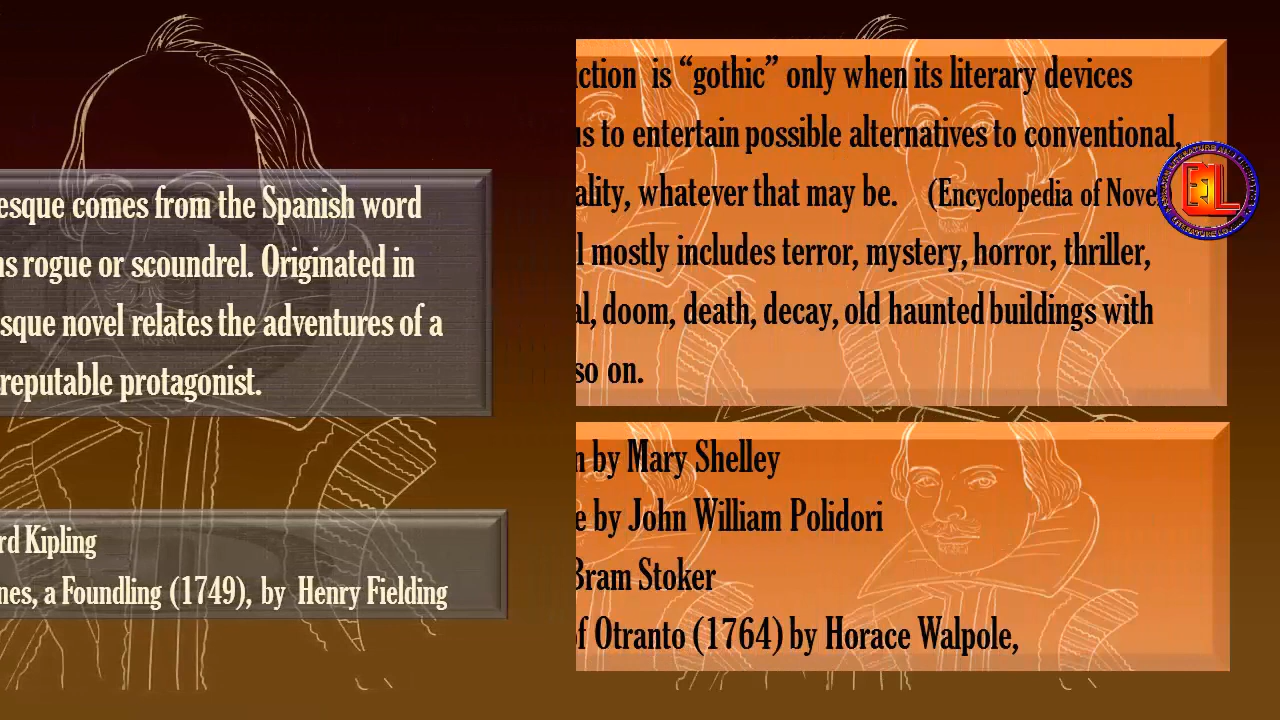 esque comes from the Spanish word
ns rogue or scoundrel. Originated in
sque novel relates the adventures of a
reputable protagonist.
rd Kipling
nes, a Foundling (1749), by Henry Fielding
iction is “gothic” only when its literary devices
us to entertain possible alternatives to conventional,
ality, whatever that may be. (Encyclopedia of Nove
l mostly includes terror, mystery, horror, thriller,
al, doom, death, decay, old haunted buildings with
so on.
n by Mary Shelley
e by John William Polidori
Bram Stoker
of Otranto (1764) by Horace Walpole,